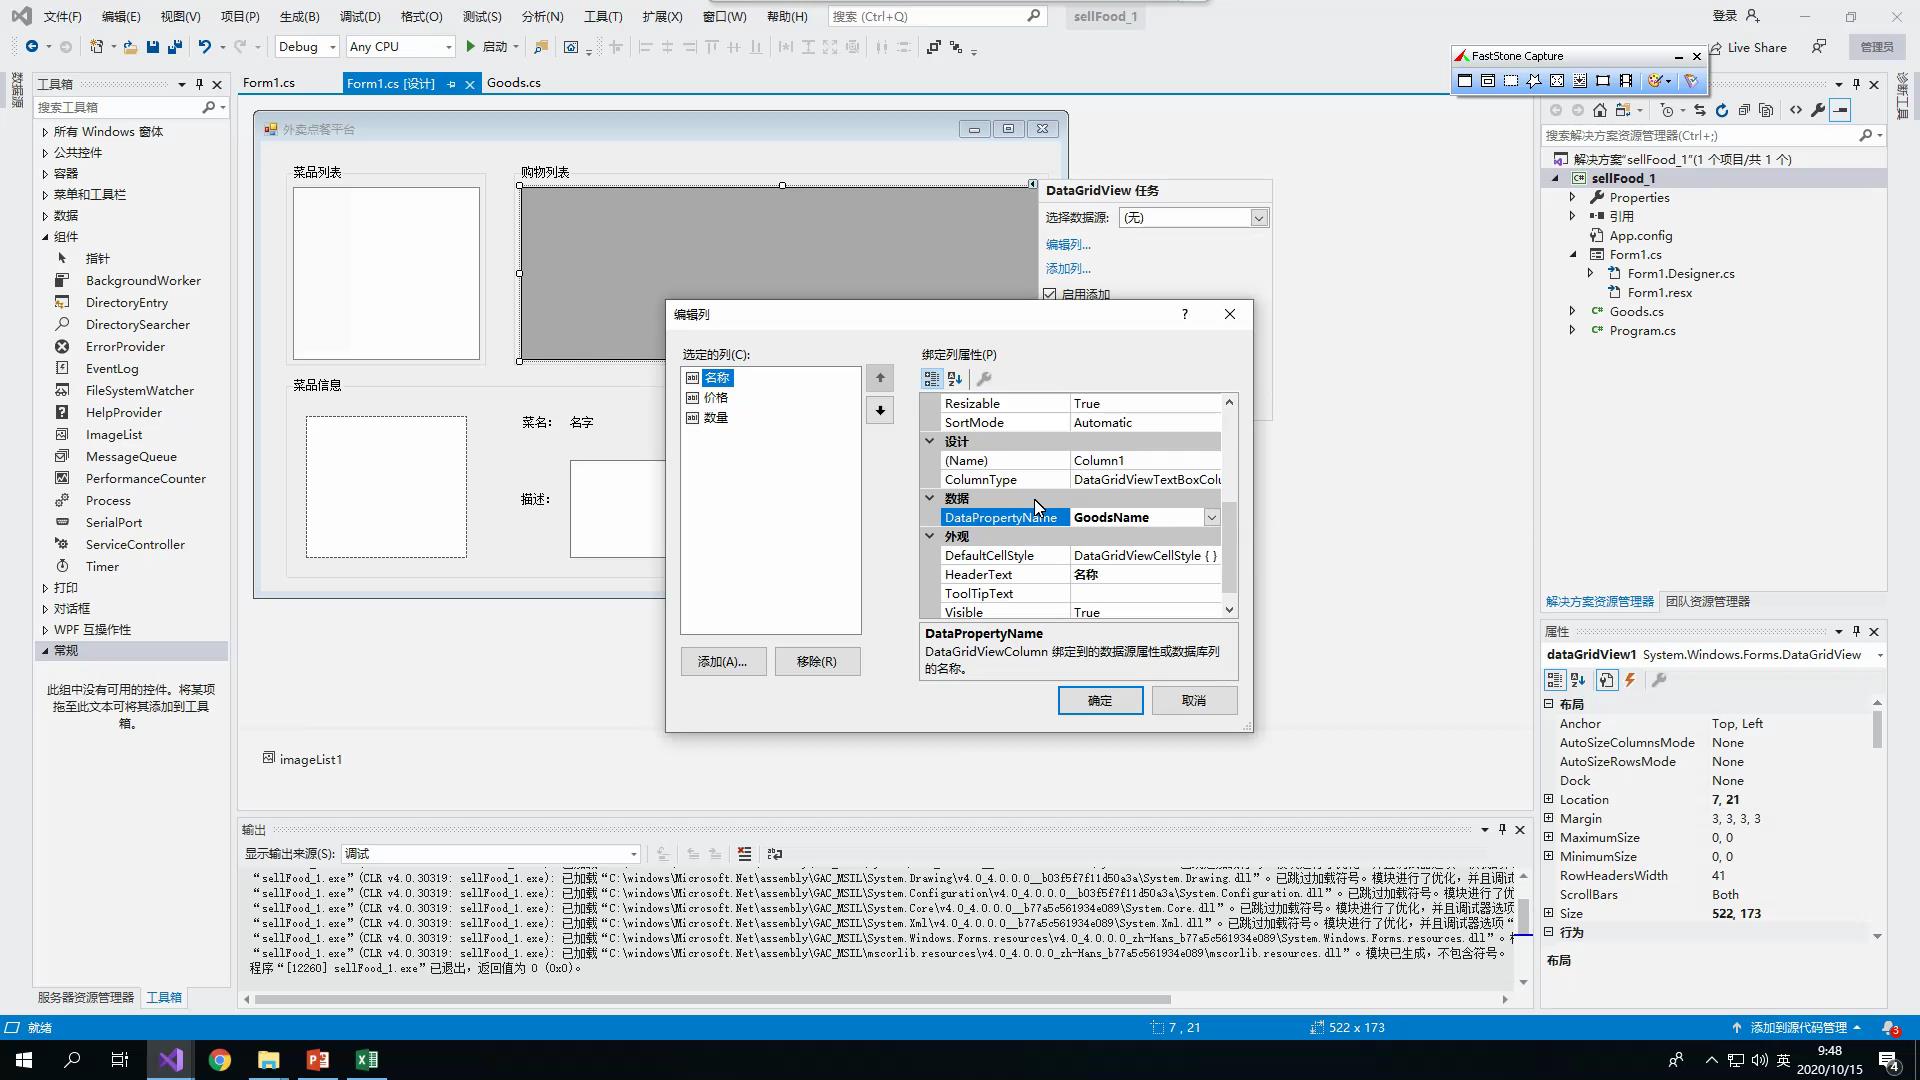 文件(F) 编辑(E) 视图(V) 项目(P) 生成(B) 调试(D) 格式(O) 测试(S) 分析(N) 工具(T) 扩展(X) 窗口(W) 帮助(H) 搜索 (Ctrl+Q) sellFood_1 登录
Debug Any CPU 启动 Live Share 管理员
FastStone Capture
数据源
诊断工具
工具箱
搜索工具箱
所有 Windows 窗体
公共控件
容器
菜单和工具栏
数据
组件
指针
BackgroundWorker
DirectoryEntry
DirectorySearcher
ErrorProvider
EventLog
FileSystemWatcher
HelpProvider
ImageList
MessageQueue
PerformanceCounter
Process
SerialPort
ServiceController
Timer
打印
对话框
WPF 互操作性
常规
此组中没有可用的控件。将某项
拖至此文本可将其添加到工具
箱。
服务器资源管理器 工具箱
Form1.cs Form1.cs [设计] Goods.cs
外卖点餐平台
菜品列表
购物列表
菜品信息
菜名: 名字
描述:
imageList1
DataGridView 任务
选择数据源: (无)
编辑列...
添加列...
启用添加
编辑列 ?
选定的列(C):
名称
价格
数量
添加(A)... 移除(R)
绑定列属性(P)
Resizable True
SortMode Automatic
设计
(Name) Column1
ColumnType DataGridViewTextBoxColu
数据
DataPropertyName GoodsName
外观
DefaultCellStyle DataGridViewCellStyle { }
HeaderText 名称
ToolTipText
Visible True
DataPropertyName
DataGridViewColumn 绑定到的数据源属性或数据库列
的名称。
确定 取消
输出
显示输出来源(S): 调试
“sellFood_1.exe”(CLR v4.0.30319: sellFood_1.exe): 已加载“C:\windows\Microsoft.Net\assembly\GAC_MSIL\System.Drawing\v4.0_4.0.0.0__b03f5f7f11d50a3a\System.Drawing.dll”。已跳过加载符号。模块进行了优化，并且调试
“sellFood_1.exe”(CLR v4.0.30319: sellFood_1.exe): 已加载“C:\windows\Microsoft.Net\assembly\GAC_MSIL\System.Configuration\v4.0_4.0.0.0__b03f5f7f11d50a3a\System.Configuration.dll”。已跳过加载符号。模块进行了优
“sellFood_1.exe”(CLR v4.0.30319: sellFood_1.exe): 已加载“C:\windows\Microsoft.Net\assembly\GAC_MSIL\System.Core\v4.0_4.0.0.0__b77a5c561934e089\System.Core.dll”。已跳过加载符号。模块进行了优化，并且调试器选项
“sellFood_1.exe”(CLR v4.0.30319: sellFood_1.exe): 已加载“C:\windows\Microsoft.Net\assembly\GAC_MSIL\System.Xml\v4.0_4.0.0.0__b77a5c561934e089\System.Xml.dll”。已跳过加载符号。模块进行了优化，并且调试器选项“
“sellFood_1.exe”(CLR v4.0.30319: sellFood_1.exe): 已加载“C:\windows\Microsoft.Net\assembly\GAC_MSIL\System.Windows.Forms.resources\v4.0_4.0.0.0_zh-Hans_b77a5c561934e089\System.Windows.Forms.resources.dll”。
“sellFood_1.exe”(CLR v4.0.30319: sellFood_1.exe): 已加载“C:\windows\Microsoft.Net\assembly\GAC_MSIL\mscorlib.resources\v4.0_4.0.0.0_zh-Hans_b77a5c561934e089\mscorlib.resources.dll”。模块已生成，不包含符号。
程序“[12260] sellFood_1.exe”已退出，返回值为 0 (0x0)。
搜索解决方案资源管理器(Ctrl+;)
解决方案"sellFood_1"(1 个项目/共 1 个)
sellFood_1
Properties
引用
App.config
Form1.cs
Form1.Designer.cs
Form1.resx
Goods.cs
Program.cs
解决方案资源管理器 团队资源管理器
属性
dataGridView1 System.Windows.Forms.DataGridView
布局
Anchor Top, Left
AutoSizeColumnsMode None
AutoSizeRowsMode None
Dock None
Location 7, 21
Margin 3, 3, 3, 3
MaximumSize 0, 0
MinimumSize 0, 0
RowHeadersWidth 41
ScrollBars Both
Size 522, 173
行为
布局
就绪 7 , 21 522 x 173 添加到源代码管理 3
英 9:48
2020/10/15 4